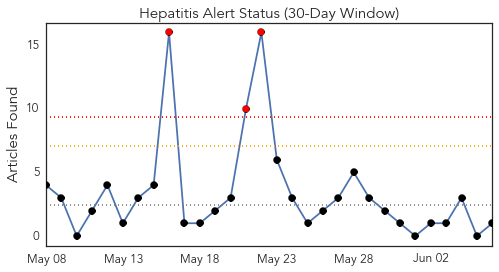 Hepatitis Alert Status (30-Day Window)
Articles Found
15
10
5
0
May 08
May 13
May 18
May 23
May 28
Jun 02